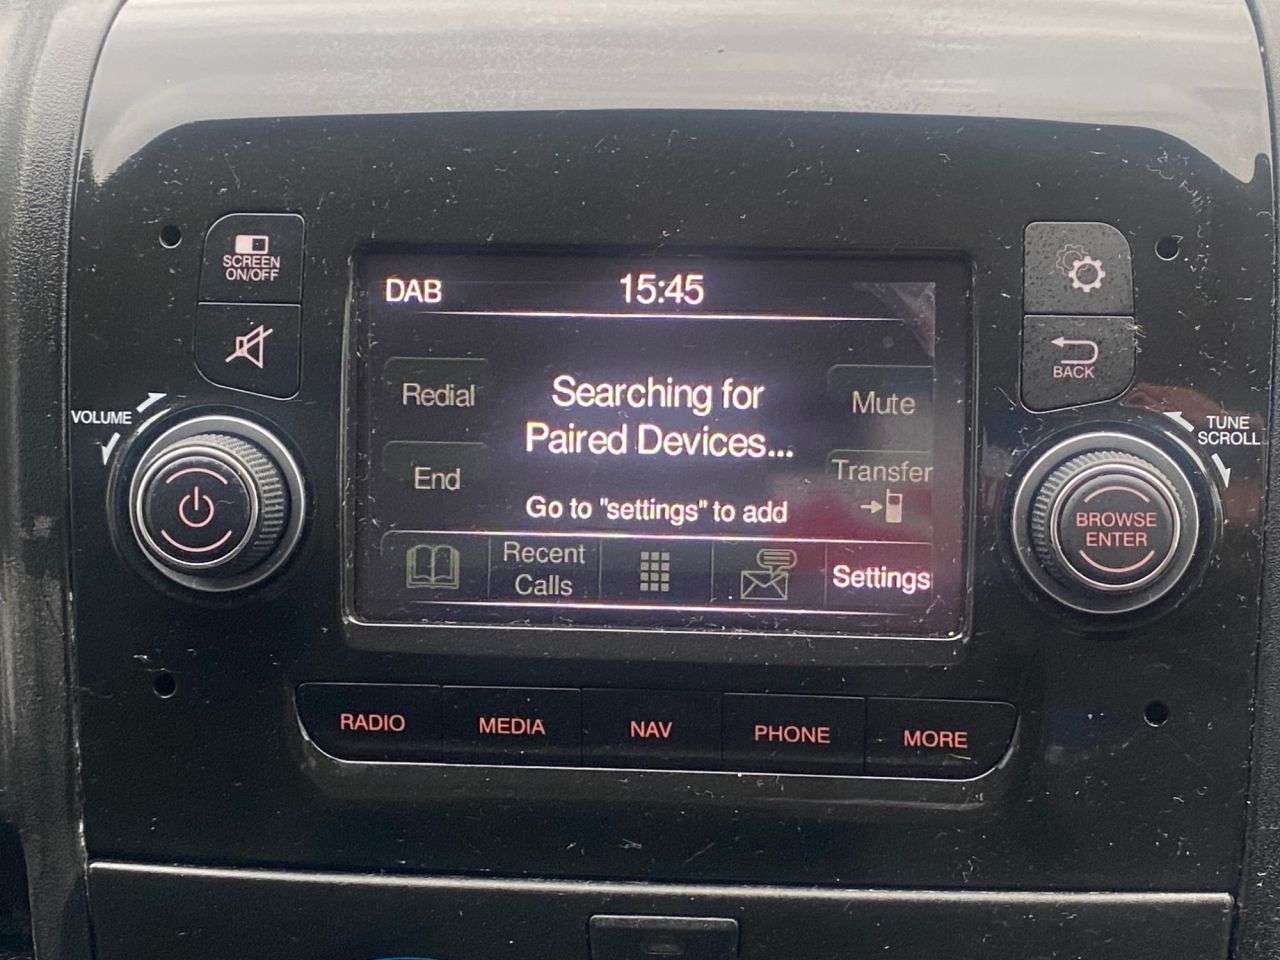 SCREEN
ON/OFF
VOLUME
DAB
15:45
Redial
Searching for
Paired Devices...
Mute
End
Transfer
Go to "settings" to add
Recent
Calls
Settings
BACK
TUNE
SCROLL
BROWSE
ENTER
RADIO
MEDIA
NAV
PHONE
MORE